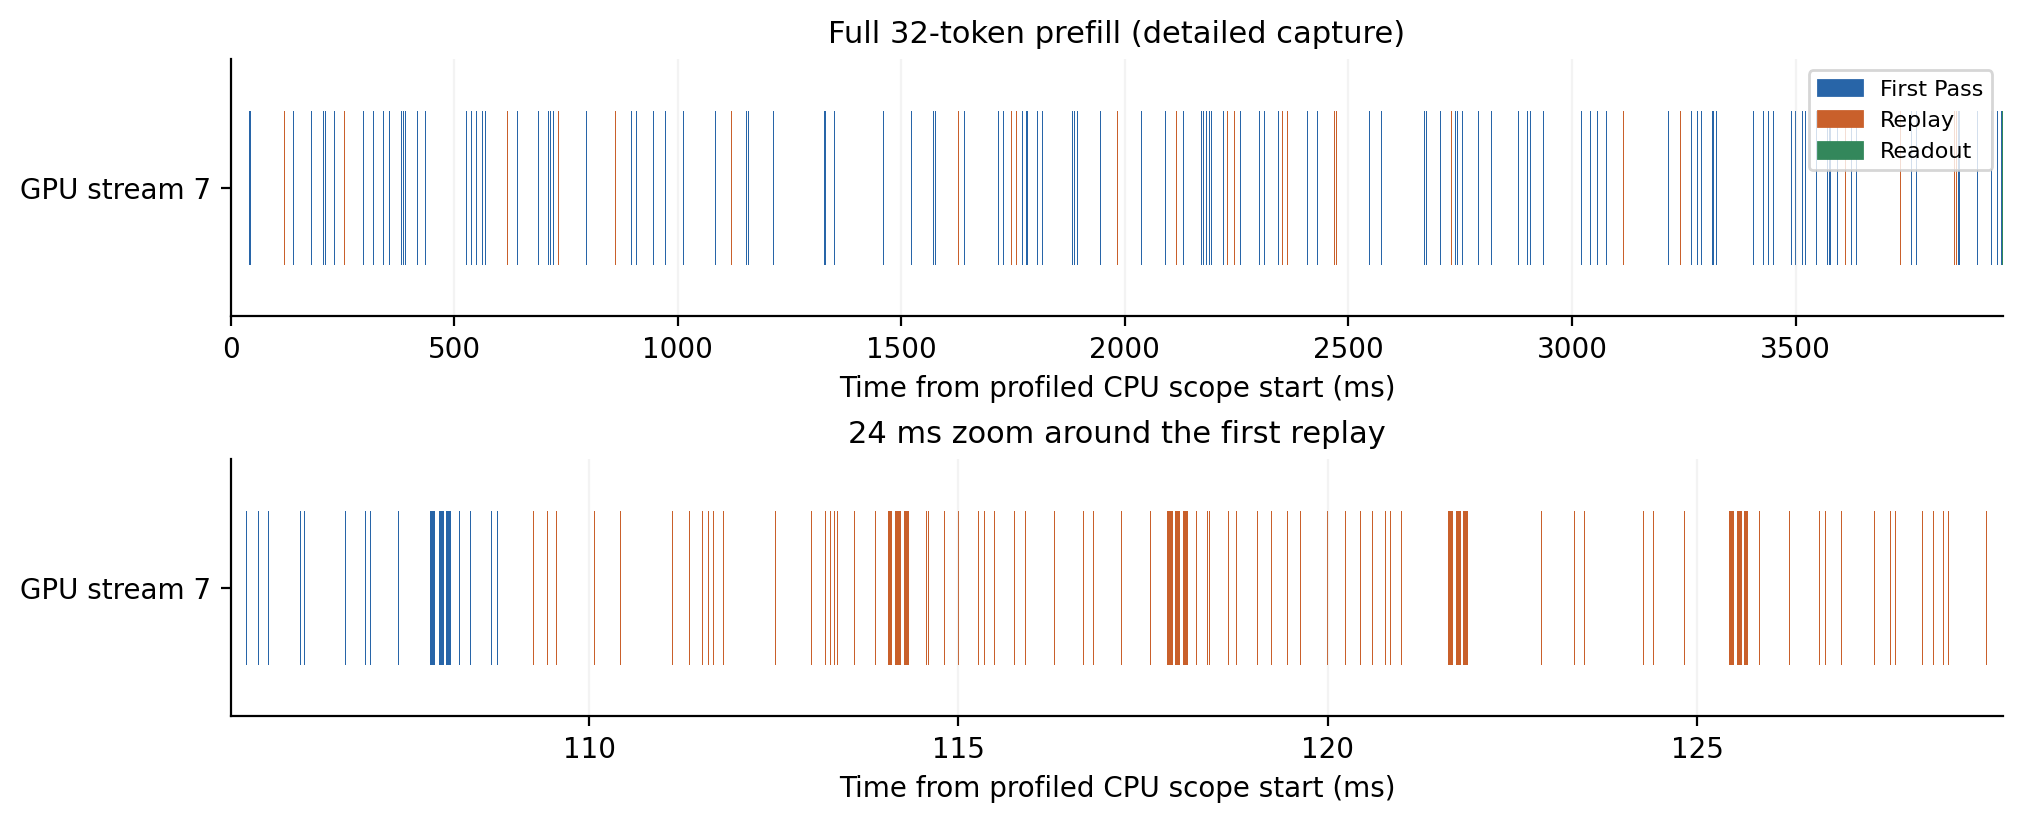 Full 32-token prefill (detailed capture)
First Pass
Replay
Readout
GPU stream 7
0 500 1000 1500 2000 2500 3000 3500
Time from profiled CPU scope start (ms)
24 ms zoom around the first replay
GPU stream 7
110 115 120 125
Time from profiled CPU scope start (ms)